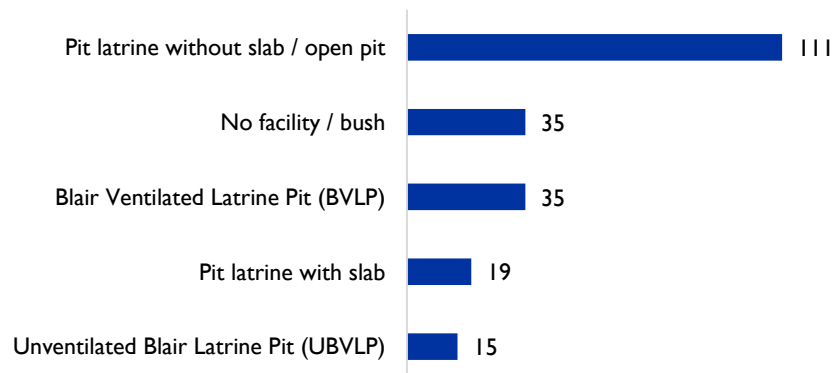 Pit latrine without slab / open pit 111
No facility / bush 35
Blair Ventilated Latrine Pit (BVLP) 35
Pit latrine with slab 19
Unventilated Blair Latrine Pit (UBVLP) 15